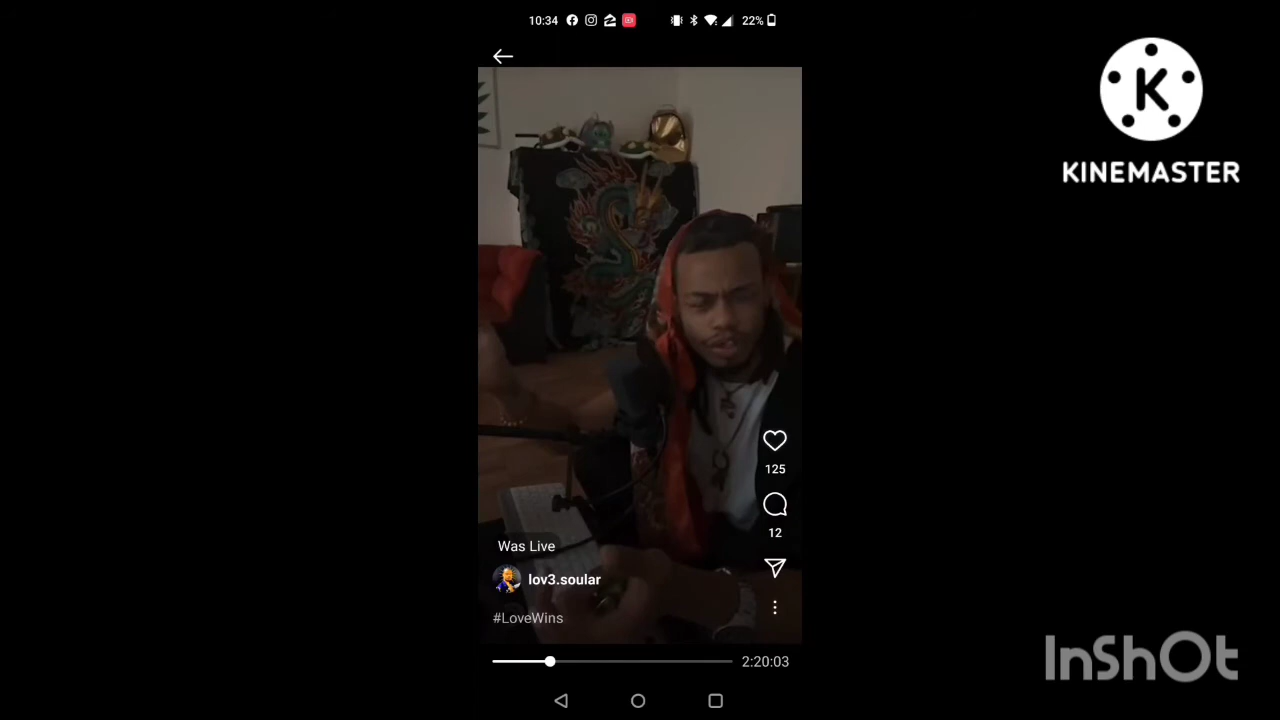 10:34
22%
K
KINEMASTER
125
12
Was Live
lov3.soular
#LoveWins
2:20:03
InShOt